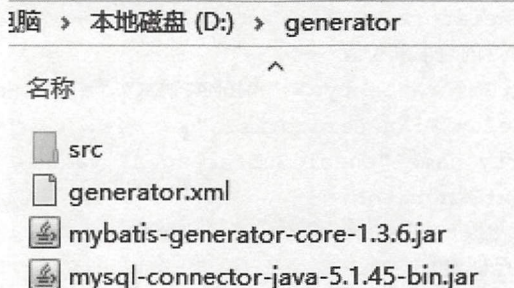 电脑 > 本地磁盘 (D:) > generator
名称
src
generator.xml
mybatis-generator-core-1.3.6.jar
mysql-connector-java-5.1.45-bin.jar